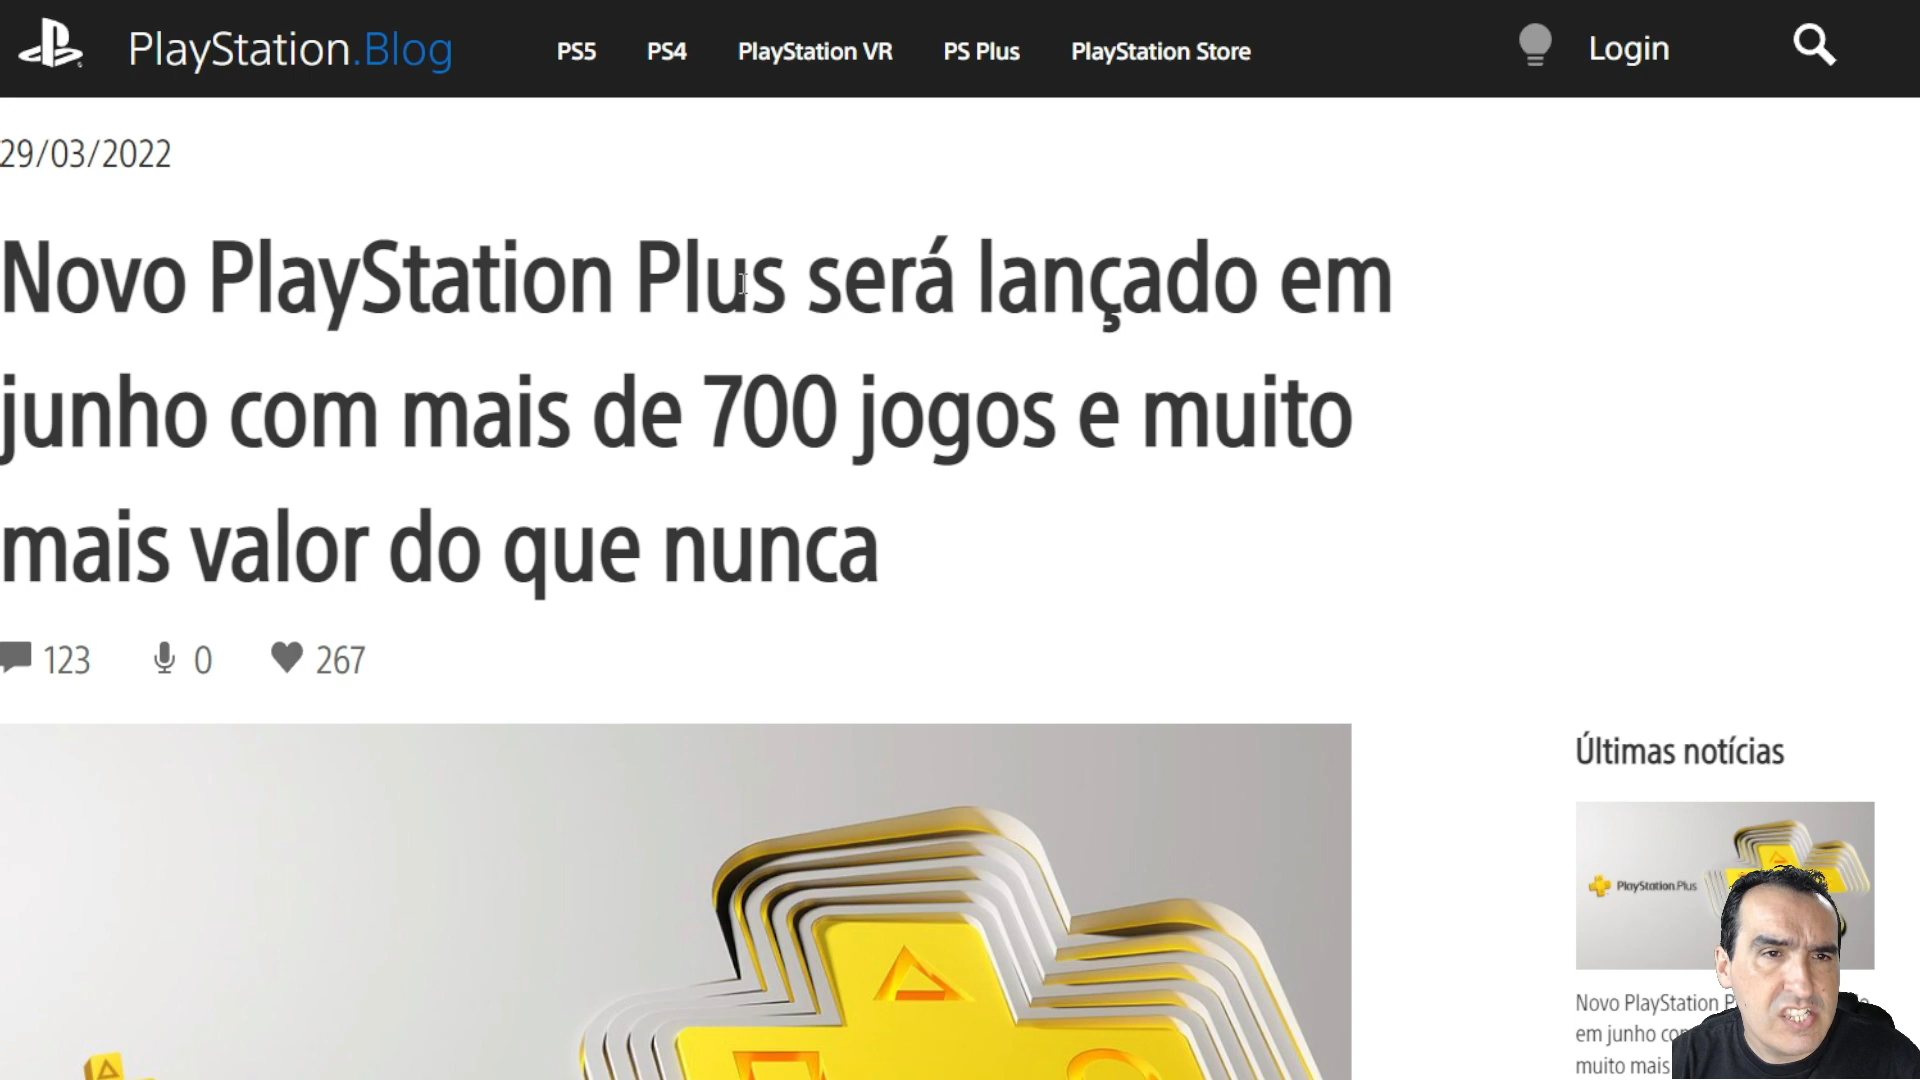 PlayStation.Blog
PS5
PS4
PlayStation VR
PS Plus
PlayStation Store
Login
29/03/2022
Novo PlayStation Plus será lançado em
junho com mais de 700 jogos e muito
mais valor do que nunca
123
0
267
Últimas notícias
PlayStation.Plus
Novo PlayStation
em junho
muito mais